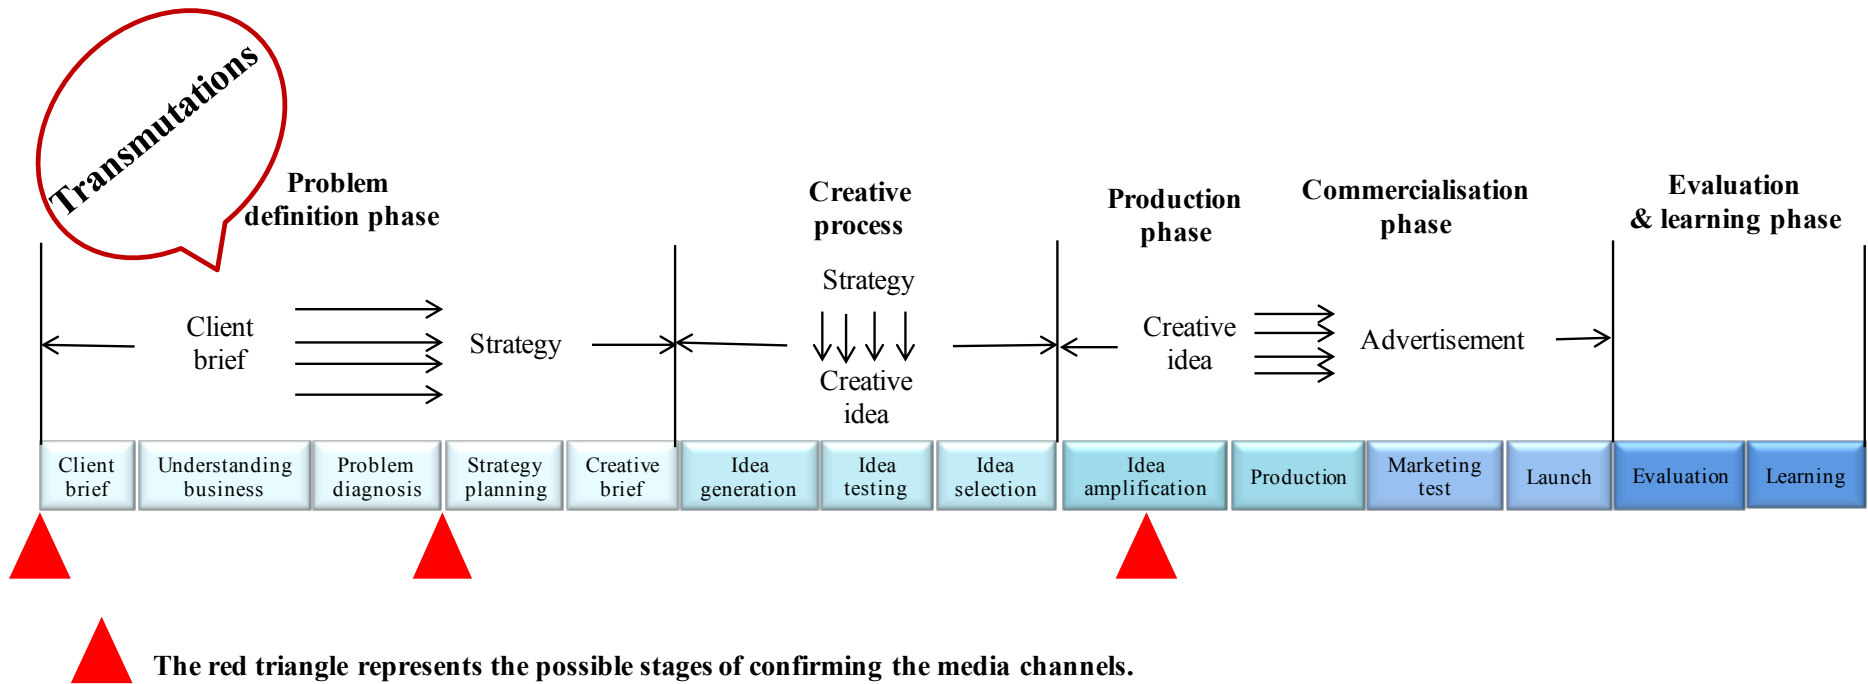 Transmutations
Problem
definition phase
Creative
process
Production
phase
Commercialisation
phase
Evaluation
& learning phase
Client
brief
Strategy
Strategy
Creative
idea
Creative
idea
Advertisement
Client
brief
Understanding
business
Problem
diagnosis
Strategy
planning
Creative
brief
Idea
generation
Idea
testing
Idea
selection
Idea
amplification
Production
Marketing
test
Launch
Evaluation
Learning
The red triangle represents the possible stages of confirming the media channels.